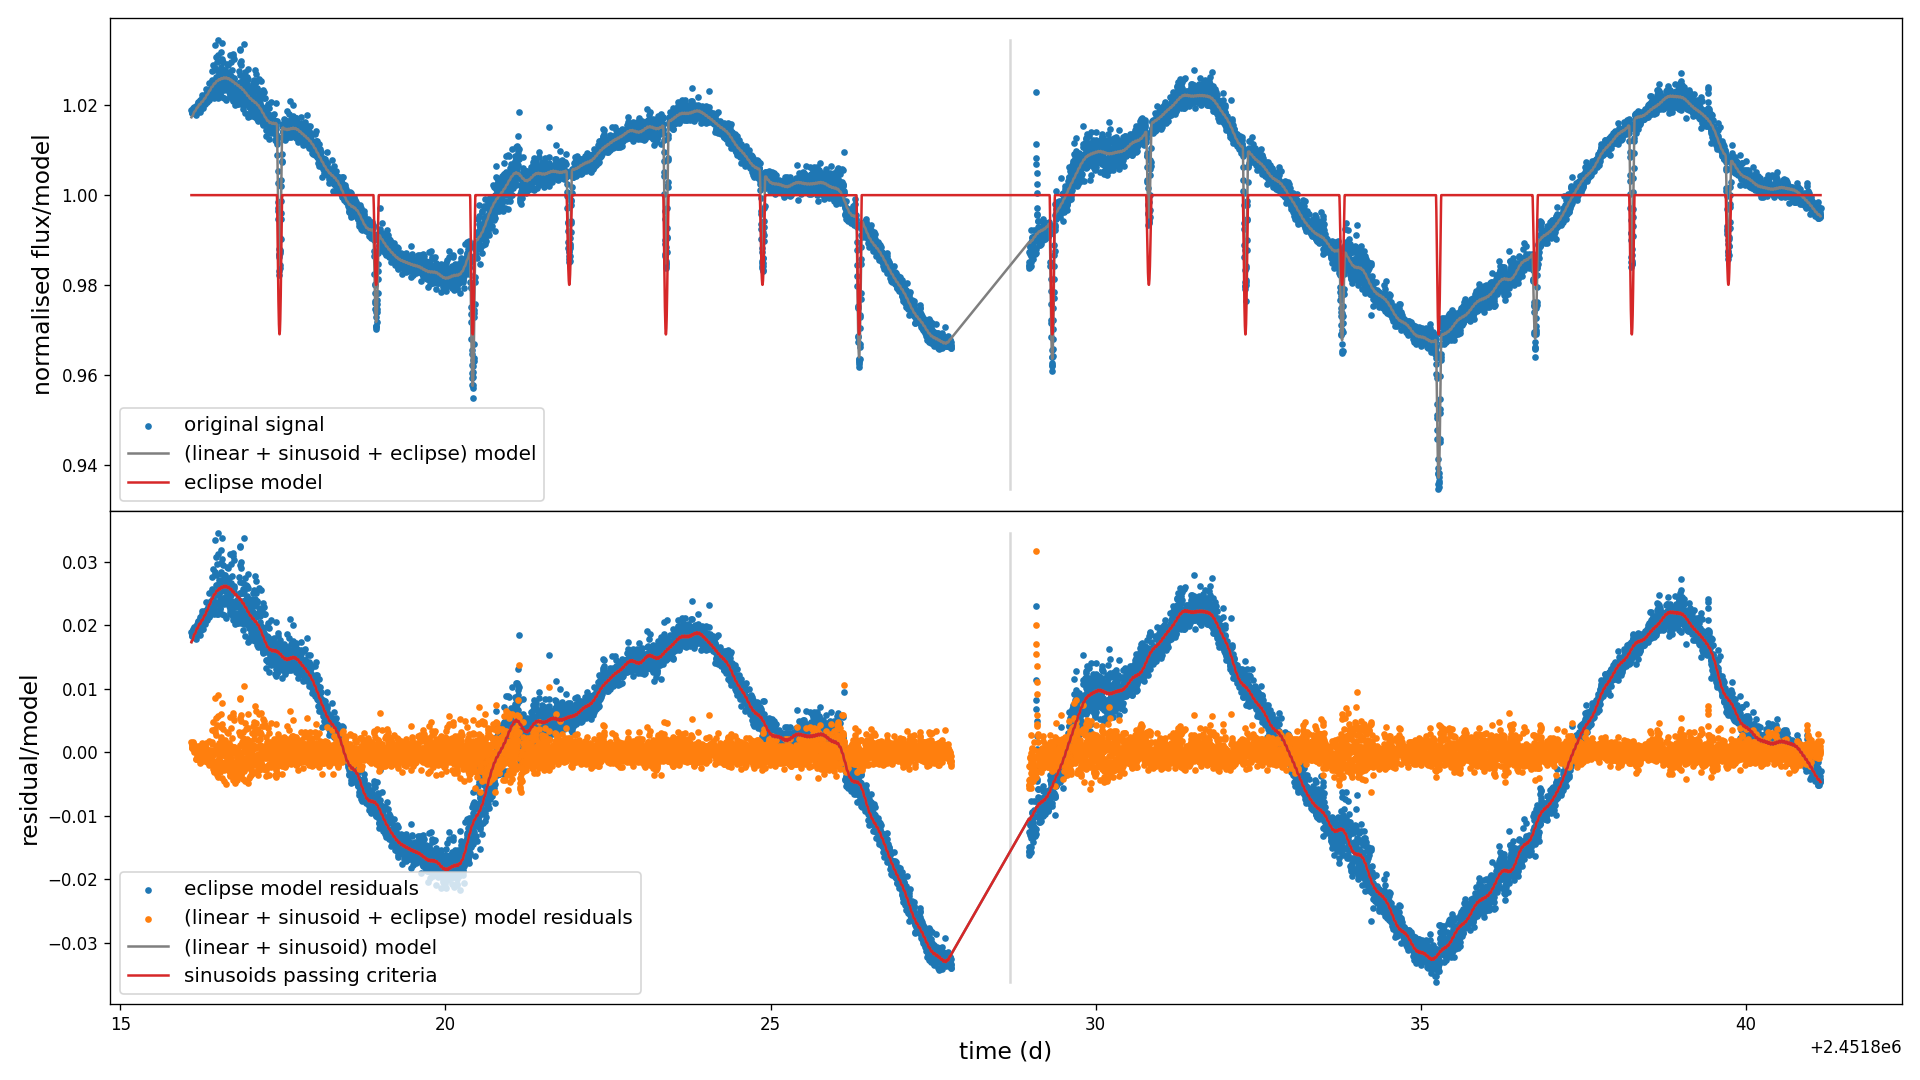 normalised flux/model
1.02
1.00
0.98
0.96
0.94
original signal
(linear + sinusoid + eclipse) model
eclipse model
residual/model
0.03
0.02
0.01
0.00
−0.01
−0.02
−0.03
eclipse model residuals
(linear + sinusoid + eclipse) model residuals
(linear + sinusoid) model
sinusoids passing criteria
15 20 25 30 35 40
time (d)
+2.4518e6